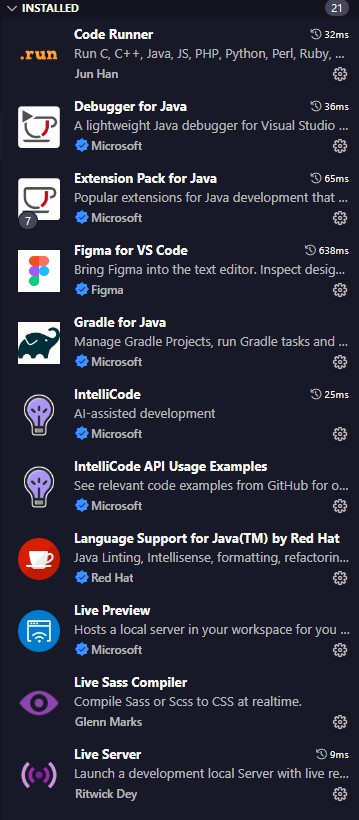 INSTALLED 21
Code Runner 32ms
.run
Run C, C++, Java, JS, PHP, Python, Perl, Ruby, ...
Jun Han
Debugger for Java 36ms
A lightweight Java debugger for Visual Studio ...
Microsoft
Extension Pack for Java 65ms
Popular extensions for Java development that ...
7
Microsoft
Figma for VS Code 638ms
Bring Figma into the text editor. Inspect desig...
Figma
Gradle for Java
Manage Gradle Projects, run Gradle tasks and ...
Microsoft
IntelliCode 25ms
AI-assisted development
Microsoft
IntelliCode API Usage Examples
See relevant code examples from GitHub for o...
Microsoft
Language Support for Java(TM) by Red Hat
Java Linting, Intellisense, formatting, refactorin...
Red Hat
Live Preview
Hosts a local server in your workspace for you ...
Microsoft
Live Sass Compiler
Compile Sass or Scss to CSS at realtime.
Glenn Marks
Live Server 9ms
Launch a development local Server with live re...
Ritwick Dey